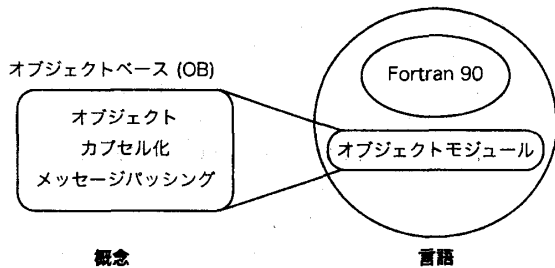 オブジェクトベース (OB)
オブジェクト
カプセル化
メッセージパッシング
概念
Fortran 90
オブジェクトモジュール
言語